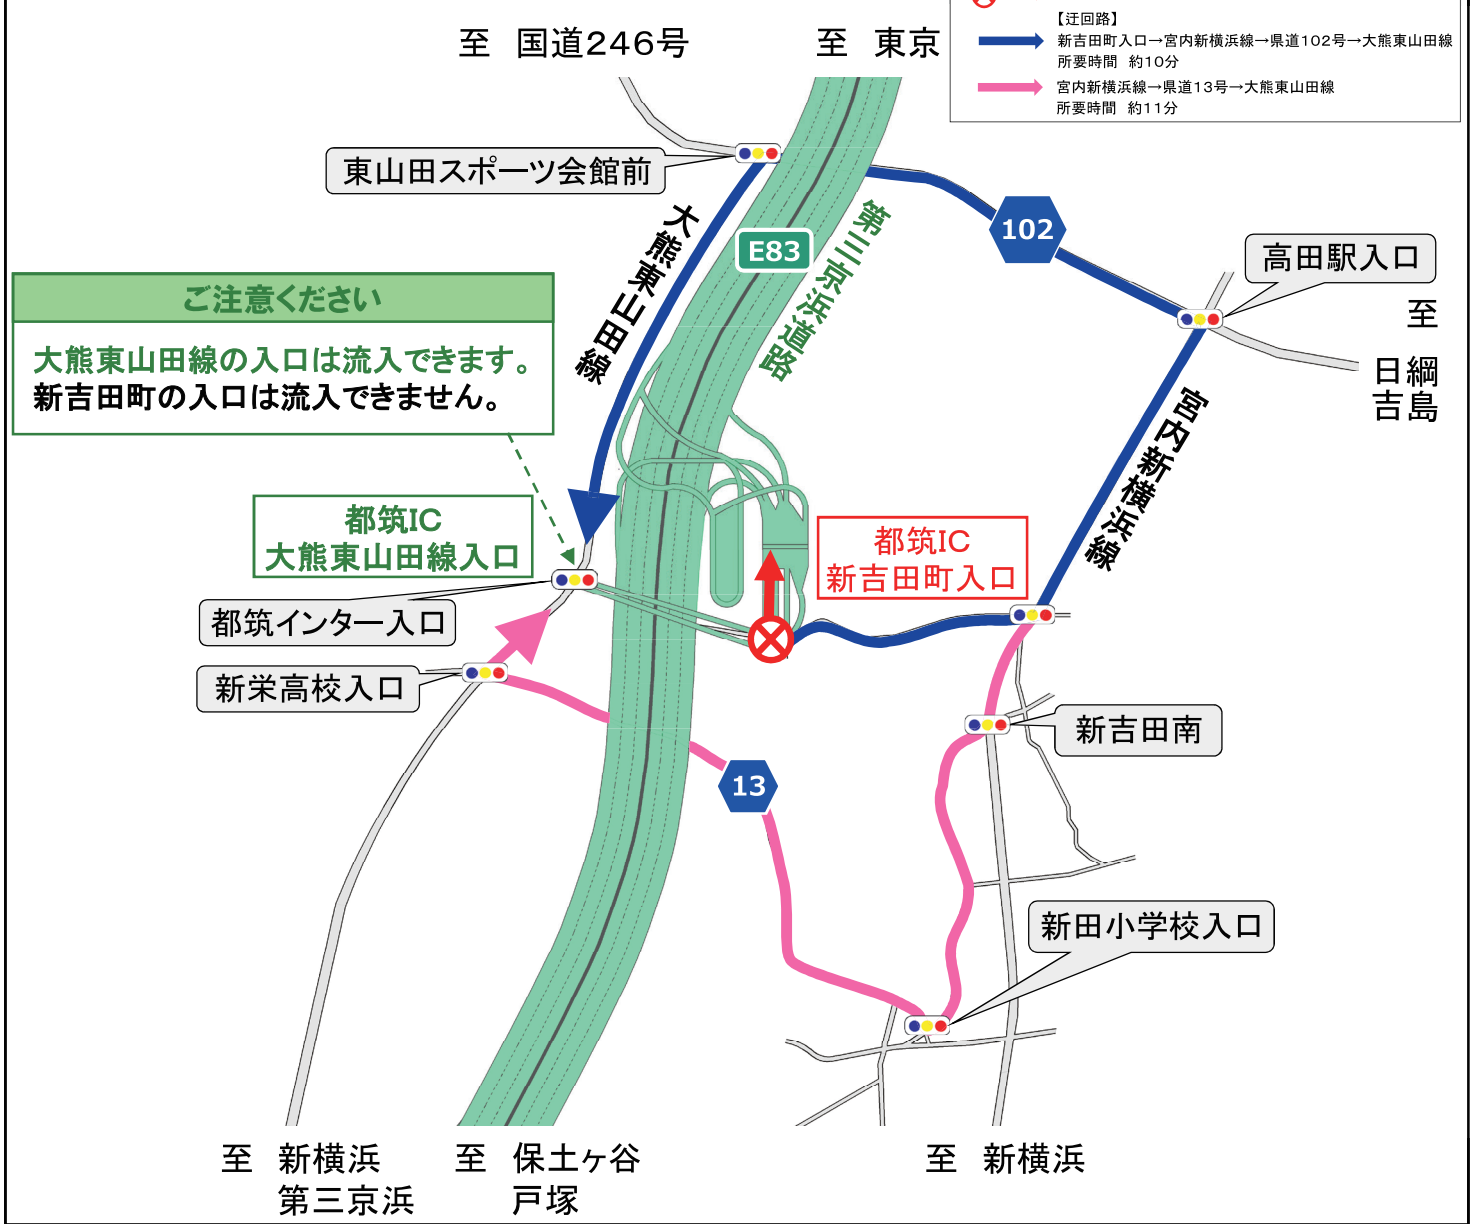 【迂回路】
新吉田町入口→宮内新横浜線→県道102号→大熊東山田線
所要時間 約10分
宮内新横浜線→県道13号→大熊東山田線
所要時間 約11分
至 国道246号
至 東京
東山田スポーツ会館前
大熊東山田線
E83
第三京浜道路
102
高田駅入口
至
日吉
綱島
ご注意ください
大熊東山田線の入口は流入できます。
新吉田町の入口は流入できません。
宮内新横浜線
都筑IC
大熊東山田線入口
都筑IC
新吉田町入口
都筑インター入口
新栄高校入口
新吉田南
13
新田小学校入口
至 新横浜
第三京浜
至 保土ヶ谷
戸塚
至 新横浜